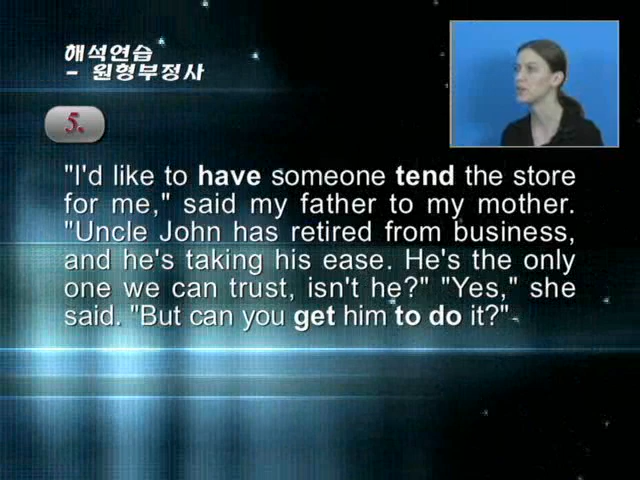 해석연습
- 원형부정사
5.
"I'd like to have someone tend the store
for me," said my father to my mother.
"Uncle John has retired from business,
and he's taking his ease. He's the only
one we can trust, isn't he?" "Yes," she
said. "But can you get him to do it?"